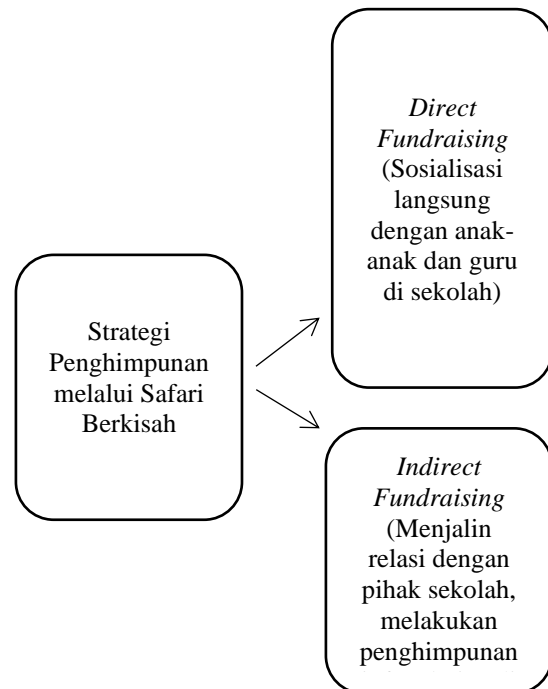 Direct
Fundraising
(Sosialisasi
langsung
dengan anak-
anak dan guru
di sekolah)
Strategi
Penghimpunan
melalui Safari
Berkisah
Indirect
Fundraising
(Menjalin
relasi dengan
pihak sekolah,
melakukan
penghimpunan